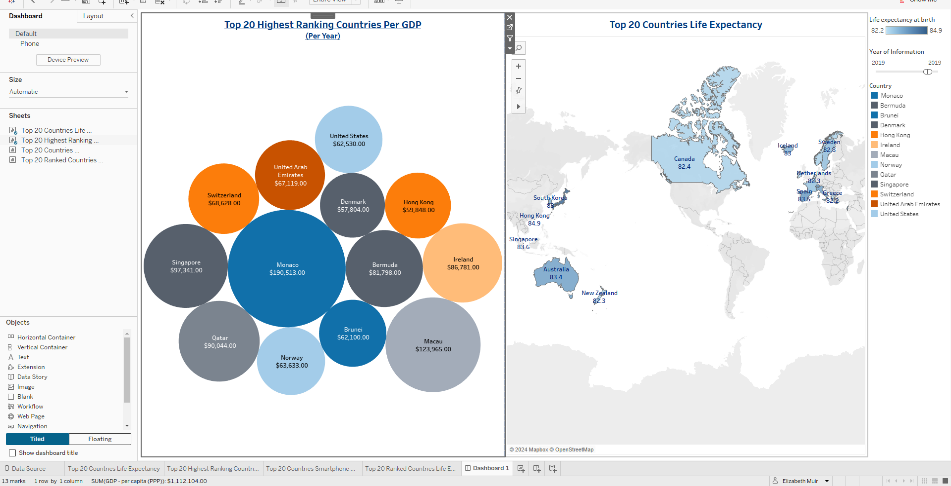 Dashboard
Layout
Default
Phone
Device Preview
Size
Automatic
Sheets
Top 20 Countries Life ...
Top 20 Highest Ranking ...
Top 20 Countries ...
Top 20 Ranked Countries ...
Objects
Horizontal Container
Vertical Container
Text
Extension
Data Story
Image
Blank
Workflow
Web Page
Navigation
Tiled
Floating
Show dashboard title
Top 20 Highest Ranking Countries Per GDP
(Per Year)
United States
$62,530.00
United Arab
Emirates
$67,119.00
Switzerland
$68,628.00
Denmark
$57,804.00
Hong Kong
$59,848.00
Singapore
$97,341.00
Monaco
$190,513.00
Bermuda
$81,798.00
Ireland
$86,781.00
Qatar
$90,044.00
Norway
$63,633.00
Brunei
$62,100.00
Macau
$123,965.00
Top 20 Countries Life Expectancy
Canada
82.4
Iceland
83
Sweden
82.8
Netherlands
Spain
Greece
South Korea
83
Hong Kong
84.9
Singapore
83.6
Australia
83.4
New Zealand
82.3
© 2024 Mapbox © OpenStreetMap
Life expectancy at birth
82.2
84.9
Year of Information
2019
2019
Country
Monaco
Bermuda
Brunei
Denmark
Hong Kong
Ireland
Macau
Norway
Qatar
Singapore
Switzerland
United Arab Emirates
United States
Data Source
Top 20 Countries Life Expectancy
Top 20 Highest Ranking Countri...
Top 20 Countries Smartphone ...
Top 20 Ranked Countries Life E...
Dashboard 1
13 marks
1 row by 1 column
SUM(GDP - per capita (PPP)): $1,112,104.00
Elizabeth Muir